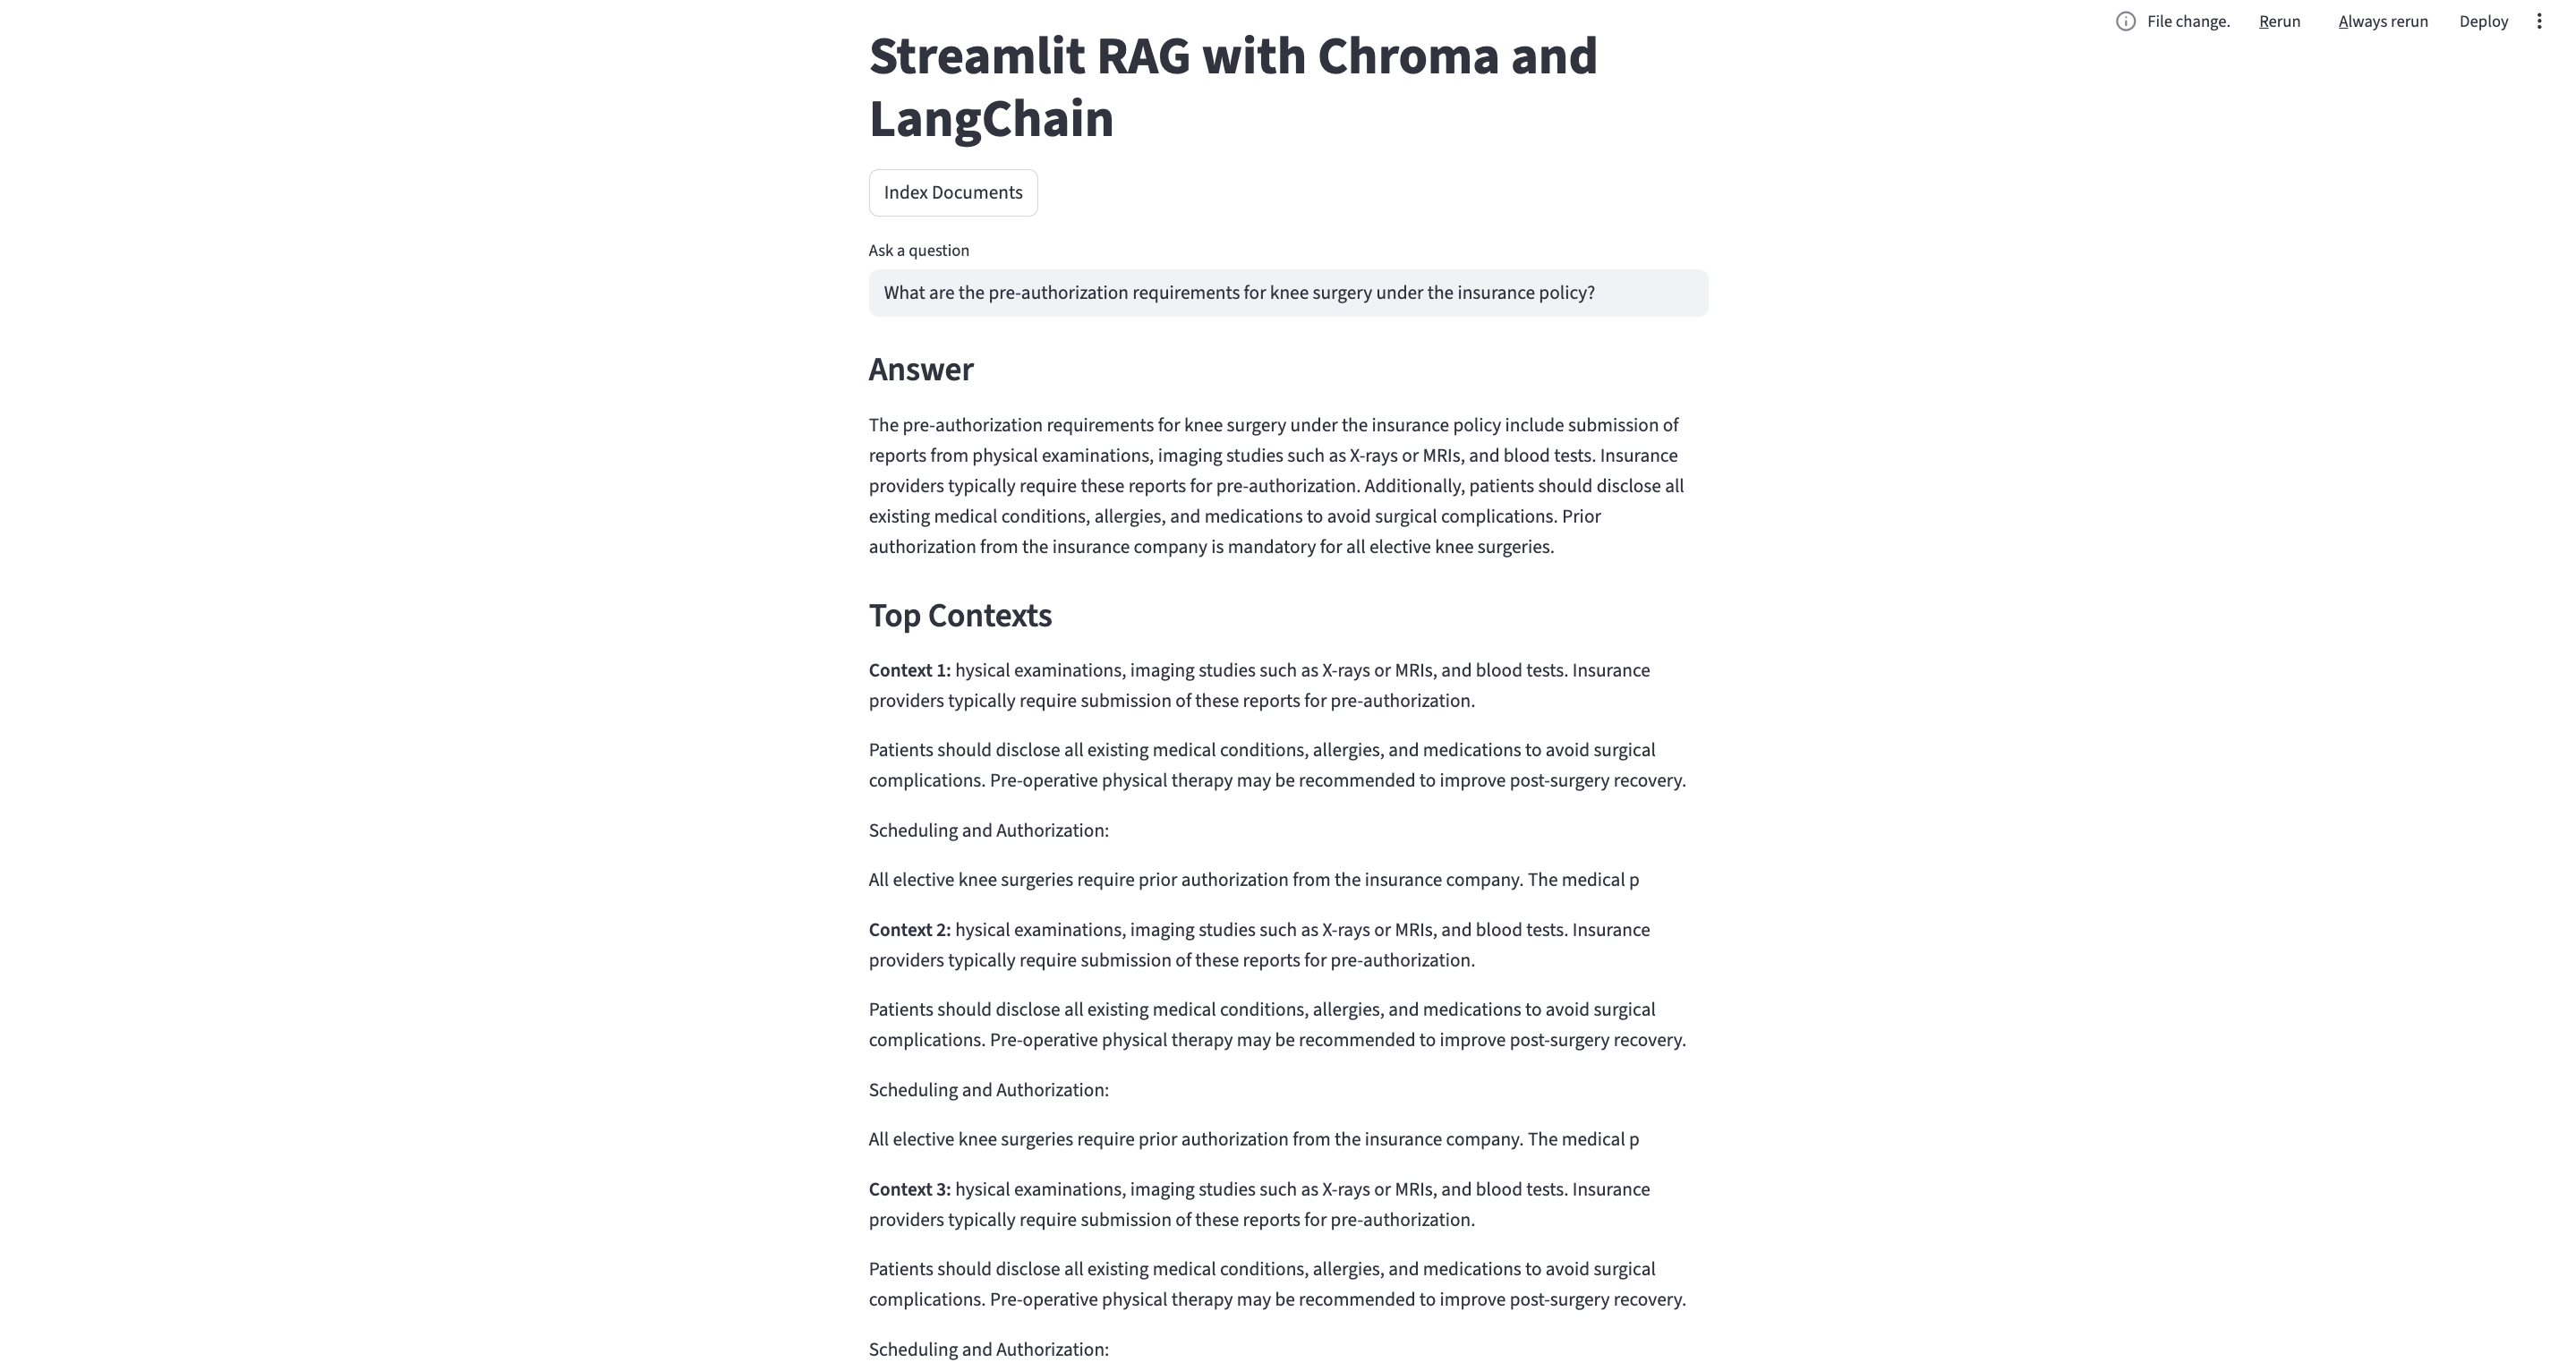 File change.
Rerun
Always rerun
Deploy
Streamlit RAG with Chroma and
LangChain
Index Documents
Ask a question
What are the pre-authorization requirements for knee surgery under the insurance policy?
Answer
The pre-authorization requirements for knee surgery under the insurance policy include submission of
reports from physical examinations, imaging studies such as X-rays or MRIs, and blood tests. Insurance
providers typically require these reports for pre-authorization. Additionally, patients should disclose all
existing medical conditions, allergies, and medications to avoid surgical complications. Prior
authorization from the insurance company is mandatory for all elective knee surgeries.
Top Contexts
Context 1: hysical examinations, imaging studies such as X-rays or MRIs, and blood tests. Insurance
providers typically require submission of these reports for pre-authorization.
Patients should disclose all existing medical conditions, allergies, and medications to avoid surgical
complications. Pre-operative physical therapy may be recommended to improve post-surgery recovery.
Scheduling and Authorization:
All elective knee surgeries require prior authorization from the insurance company. The medical p
Context 2: hysical examinations, imaging studies such as X-rays or MRIs, and blood tests. Insurance
providers typically require submission of these reports for pre-authorization.
Patients should disclose all existing medical conditions, allergies, and medications to avoid surgical
complications. Pre-operative physical therapy may be recommended to improve post-surgery recovery.
Scheduling and Authorization:
All elective knee surgeries require prior authorization from the insurance company. The medical p
Context 3: hysical examinations, imaging studies such as X-rays or MRIs, and blood tests. Insurance
providers typically require submission of these reports for pre-authorization.
Patients should disclose all existing medical conditions, allergies, and medications to avoid surgical
complications. Pre-operative physical therapy may be recommended to improve post-surgery recovery.
Scheduling and Authorization: